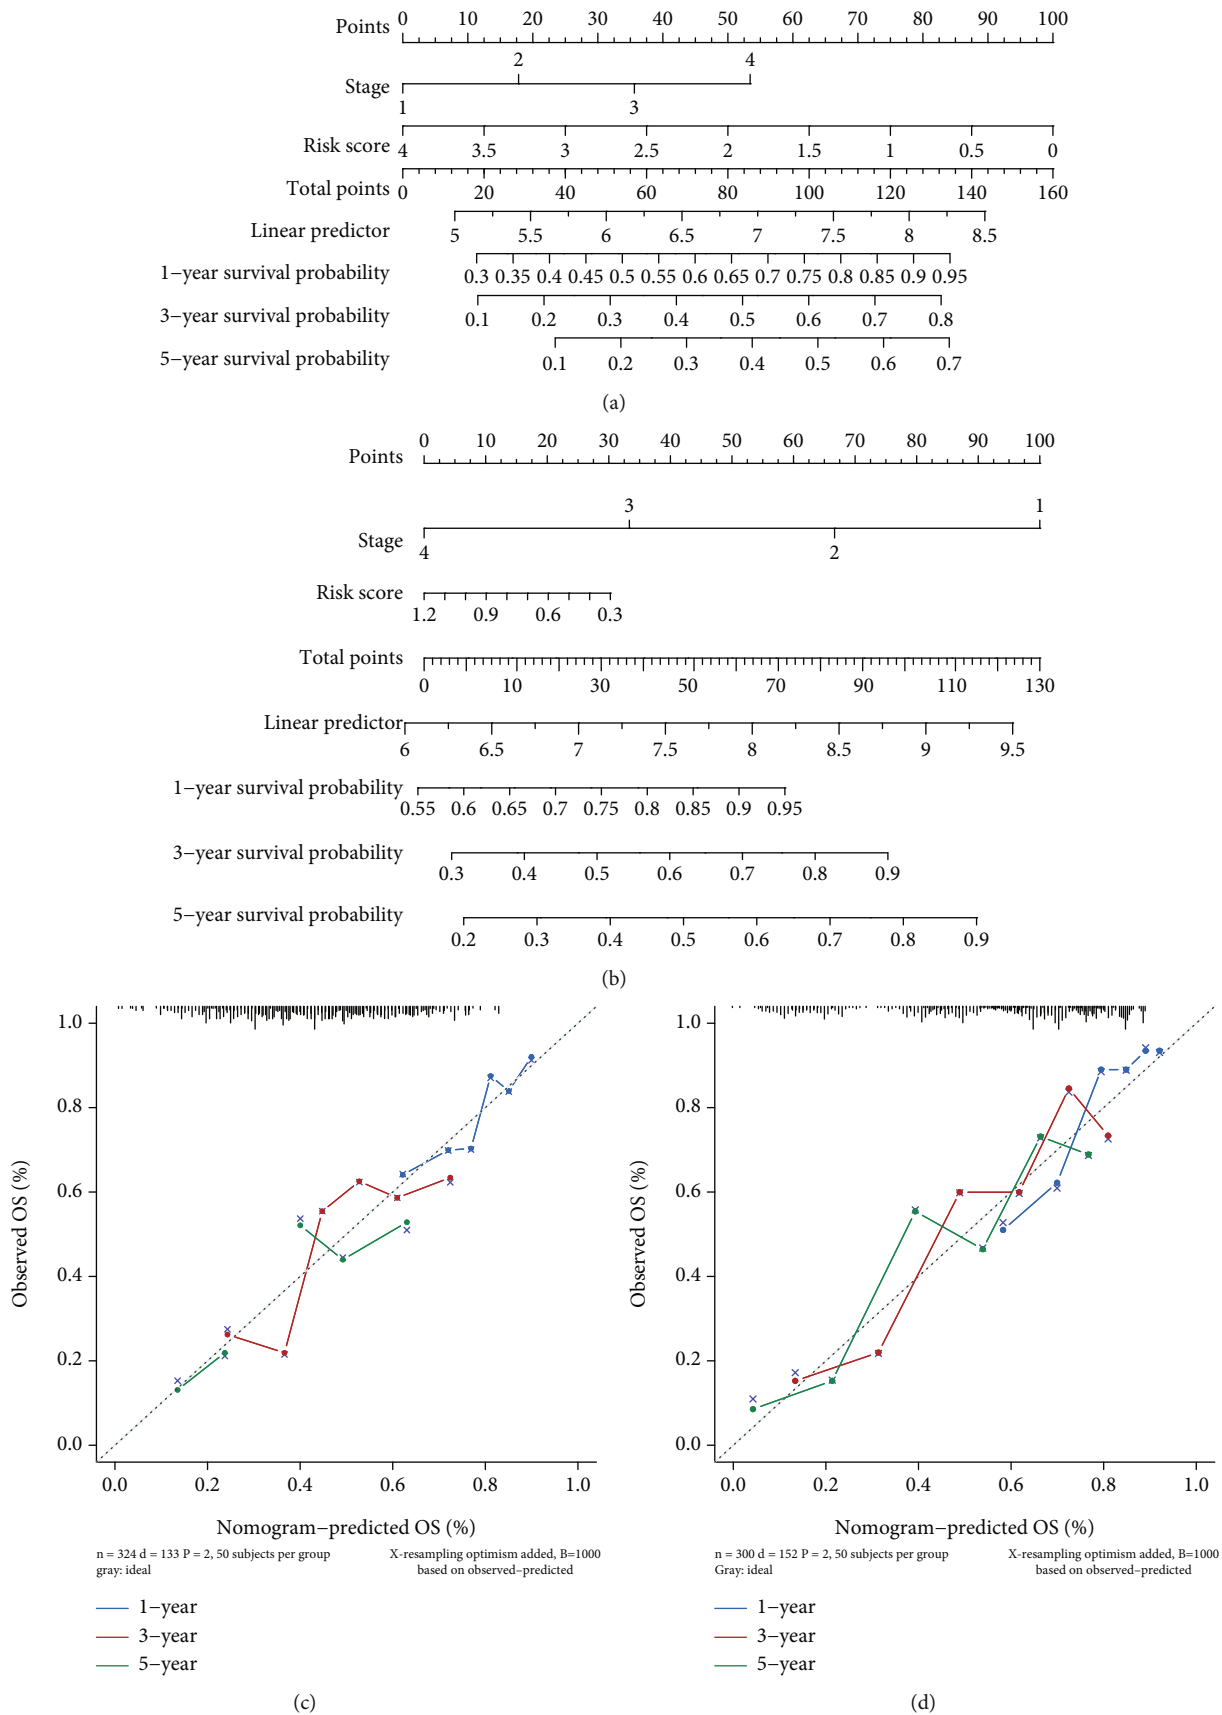 Points 0 10 20 30 40 50 60 70 80 90 100
2 4
Stage
1 3
Risk score 4 3.5 3 2.5 2 1.5 1 0.5 0
Total points 0 20 40 60 80 100 120 140 160
Linear predictor 5 5.5 6 6.5 7 7.5 8 8.5
1−year survival probability 0.3 0.35 0.4 0.45 0.5 0.55 0.6 0.65 0.7 0.75 0.8 0.85 0.9 0.95
3−year survival probability 0.1 0.2 0.3 0.4 0.5 0.6 0.7 0.8
5−year survival probability 0.1 0.2 0.3 0.4 0.5 0.6 0.7
(a)
Points 0 10 20 30 40 50 60 70 80 90 100
3 1
Stage
4 2
Risk score
1.2 0.9 0.6 0.3
Total points
0 10 30 50 70 90 110 130
Linear predictor
6 6.5 7 7.5 8 8.5 9 9.5
1−year survival probability
0.55 0.6 0.65 0.7 0.75 0.8 0.85 0.9 0.95
3−year survival probability
0.3 0.4 0.5 0.6 0.7 0.8 0.9
5−year survival probability
0.2 0.3 0.4 0.5 0.6 0.7 0.8 0.9
(b)
Observed OS (%)
1.0
0.8
0.6
0.4
0.2
0.0
0.0 0.2 0.4 0.6 0.8 1.0
Nomogram−predicted OS (%)
n = 324 d = 133 P = 2, 50 subjects per group
gray: ideal
X-resampling optimism added, B=1000
based on observed–predicted
1−year
3−year
5−year
(c)
Observed OS (%)
1.0
0.8
0.6
0.4
0.2
0.0
0.0 0.2 0.4 0.6 0.8 1.0
Nomogram−predicted OS (%)
n = 300 d = 152 P = 2, 50 subjects per group
Gray: ideal
X-resampling optimism added, B=1000
based on observed–predicted
1−year
3−year
5−year
(d)